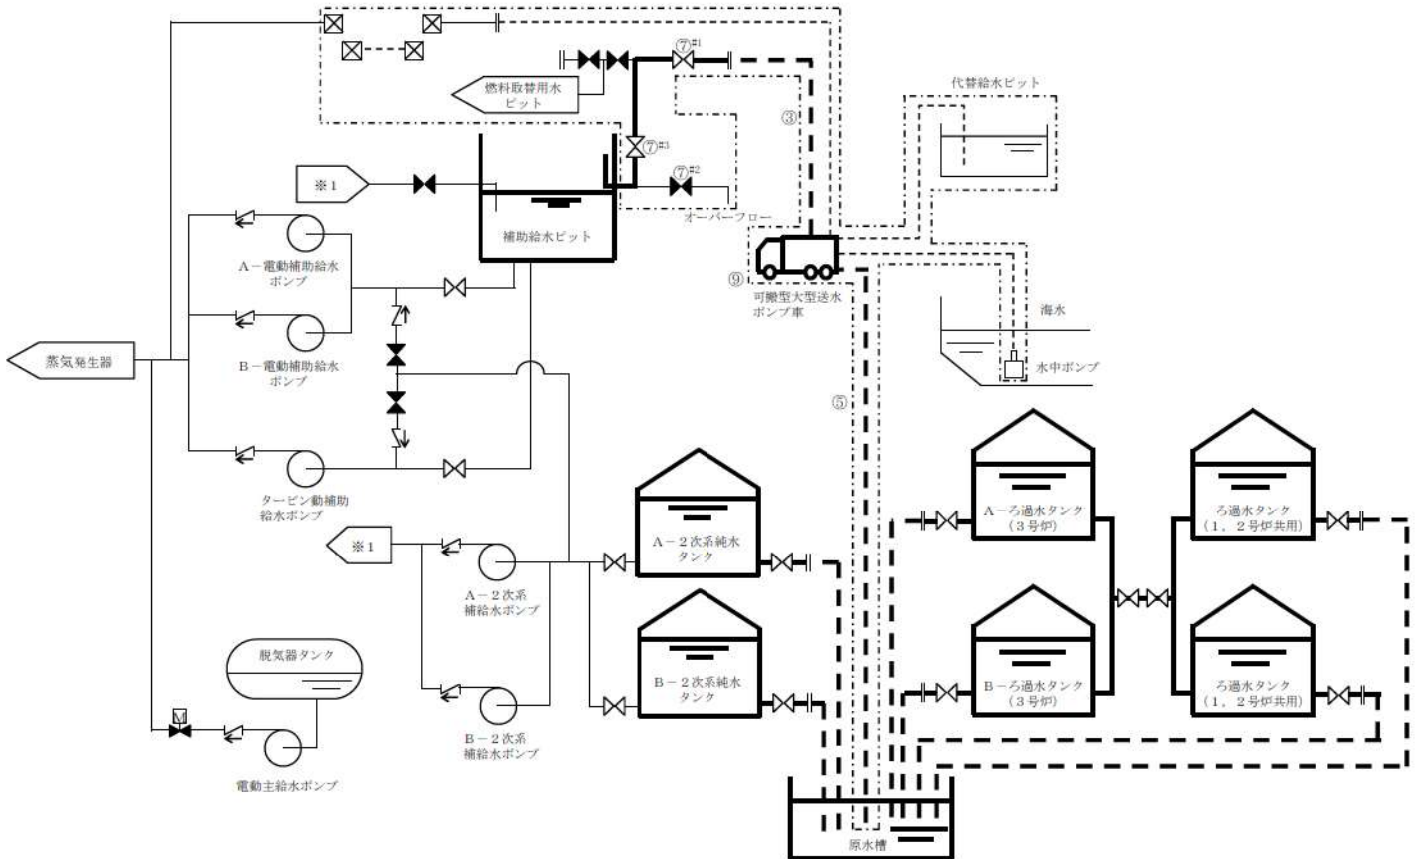 ⑦#1
燃料取替用水
ピット
代替給水ピット
③
⑦#3
⑦#2
※1
オーバーフロー
補助給水ピット
A－電動補助給水
ポンプ
⑨
可搬型大型送水
ポンプ車
海水
B－電動補助給水
ポンプ
蒸気発生器
水中ポンプ
⑤
タービン動補助
給水ポンプ
A－2次系純水
タンク
A－ろ過水タンク
(3号炉)
ろ過水タンク
(1，2号炉共用)
※1
A－2次系
補給水ポンプ
脱気器タンク
B－2次系純水
タンク
B－ろ過水タンク
(3号炉)
ろ過水タンク
(1，2号炉共用)
M
B－2次系
補給水ポンプ
電動主給水ポンプ
原水槽